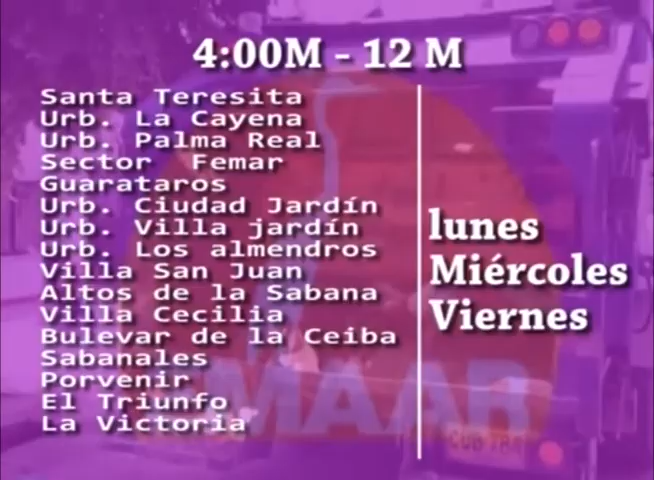 4:00M - 12 M
Santa Teresita
Urb. La Cayena
Urb. Palma Real
Sector Femar
Guarataros
Urb. Ciudad Jardín
Urb. Villa jardín
Urb. Los almendros
Villa San Juan
Altos de la Sabana
Villa Cecilia
Bulevar de la Ceiba
Sabanales
Porvenir
El Triunfo
La Victoria
lunes
Miércoles
Viernes